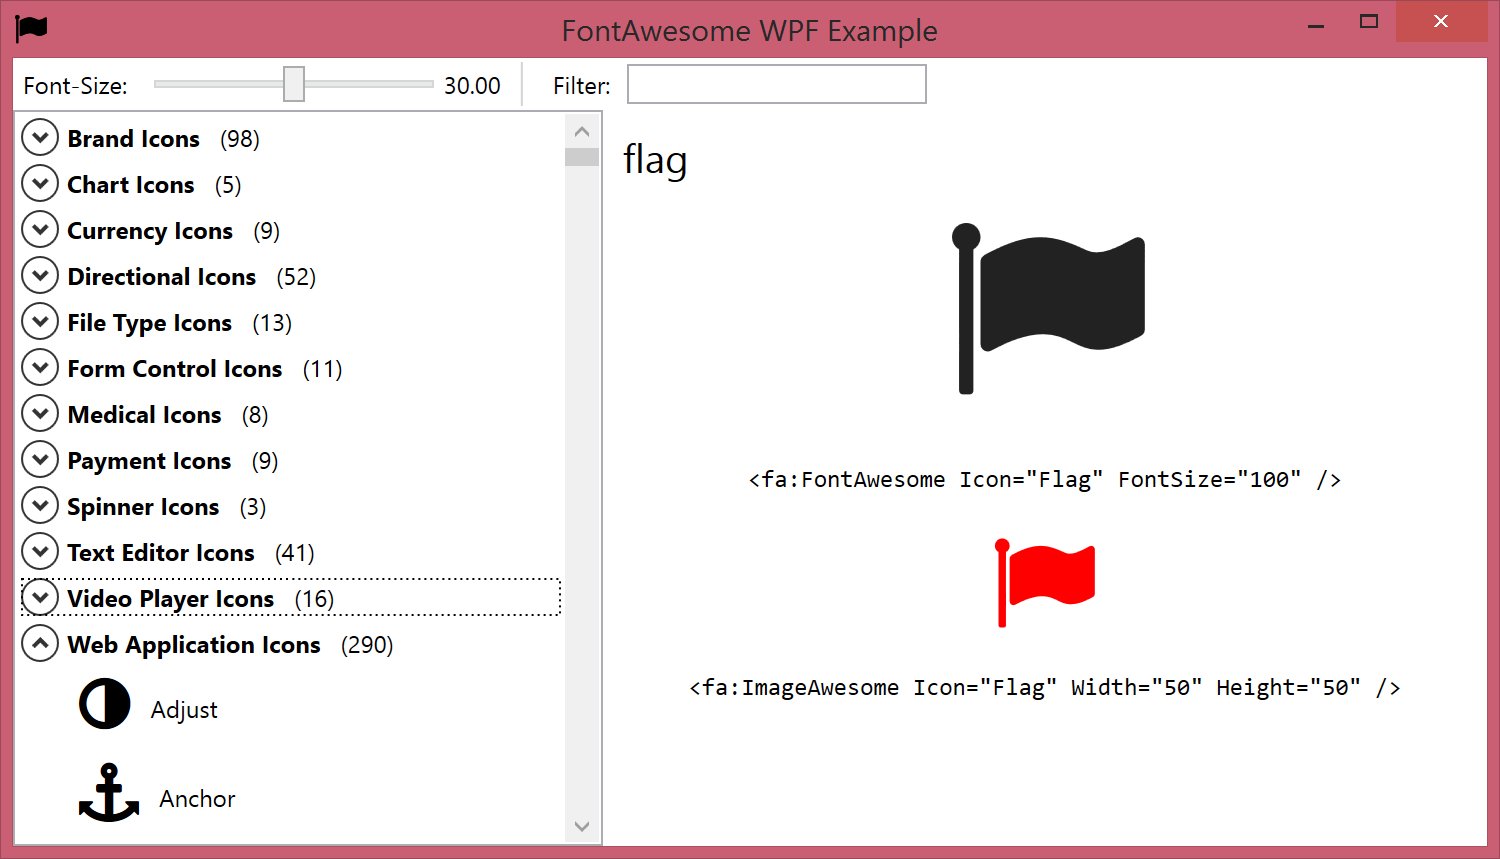 FontAwesome WPF Example
Font-Size: 30.00 Filter:
Brand Icons (98)
Chart Icons (5)
Currency Icons (9)
Directional Icons (52)
File Type Icons (13)
Form Control Icons (11)
Medical Icons (8)
Payment Icons (9)
Spinner Icons (3)
Text Editor Icons (41)
Video Player Icons (16)
Web Application Icons (290)
Adjust
Anchor
flag
<fa:FontAwesome Icon="Flag" FontSize="100" />
<fa:ImageAwesome Icon="Flag" Width="50" Height="50" />